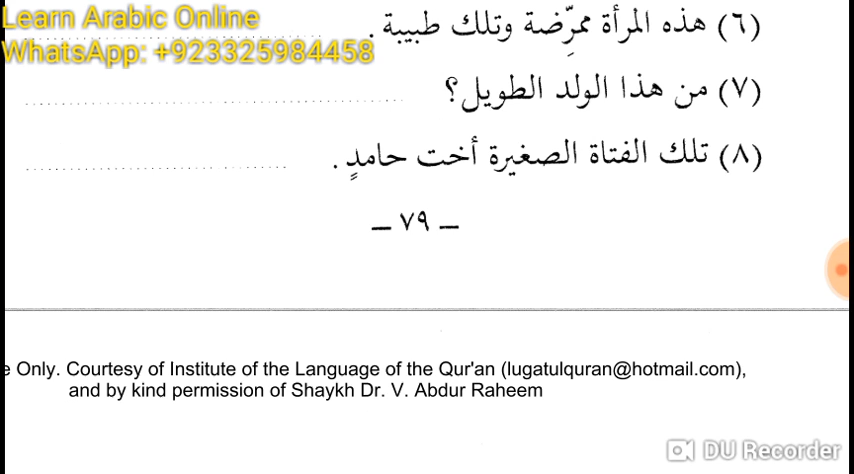 Learn Arabic Online
WhatsApp: +923325984458
(٦) هذه المرأة ممرِّضة وتلك طبيبة .
(٧) من هذا الولد الطويل؟
(٨) تلك الفتاة الصغيرة أخت حامدٍ .
– ٧٩ –
e Only. Courtesy of Institute of the Language of the Qur'an (lugatulquran@hotmail.com),
and by kind permission of Shaykh Dr. V. Abdur Raheem
DU Recorder